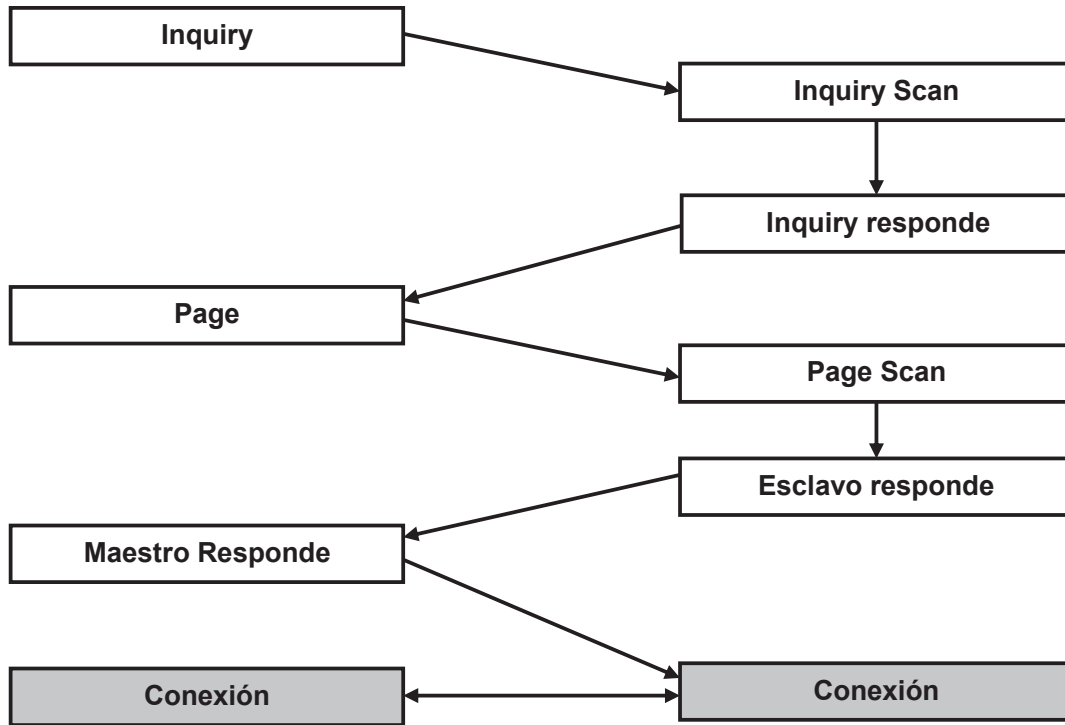 Inquiry
Inquiry Scan
Inquiry responde
Page
Page Scan
Esclavo responde
Maestro Responde
Conexión
Conexión